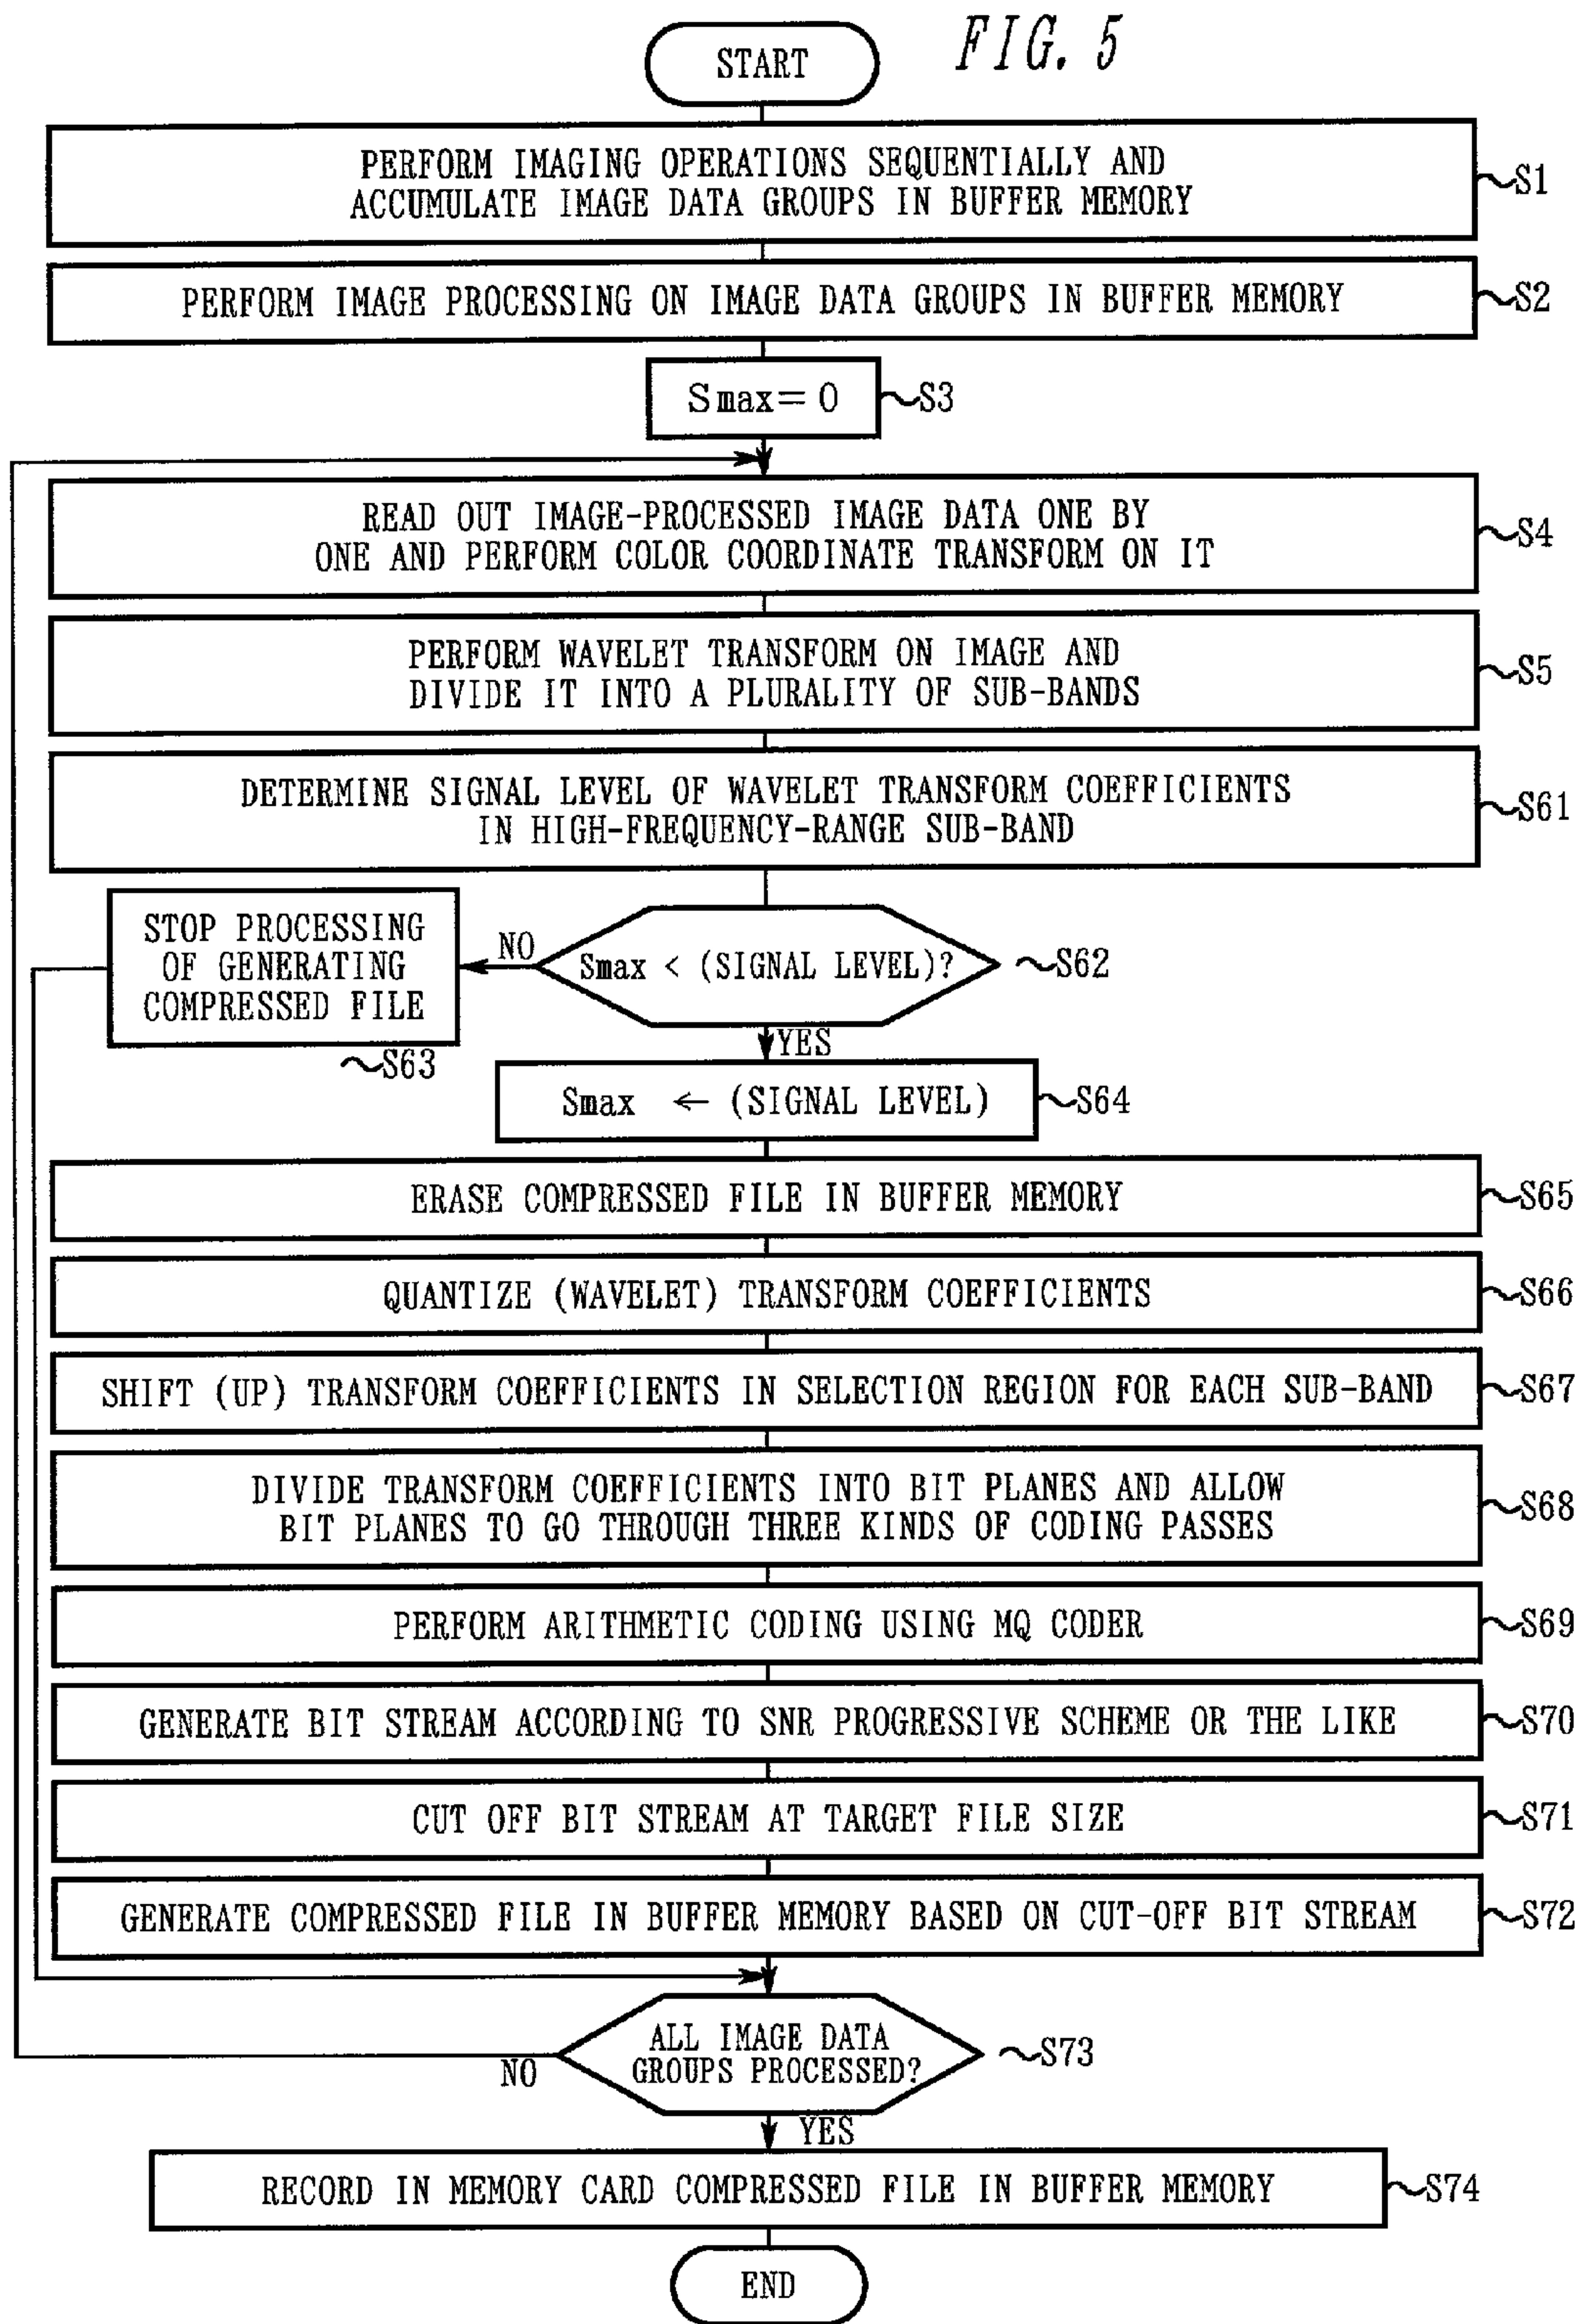 FIG. 5
START
PERFORM IMAGING OPERATIONS SEQUENTIALLY AND
ACCUMULATE IMAGE DATA GROUPS IN BUFFER MEMORY
S1
PERFORM IMAGE PROCESSING ON IMAGE DATA GROUPS IN BUFFER MEMORY
S2
Smax=0
S3
READ OUT IMAGE-PROCESSED IMAGE DATA ONE BY
ONE AND PERFORM COLOR COORDINATE TRANSFORM ON IT
S4
PERFORM WAVELET TRANSFORM ON IMAGE AND
DIVIDE IT INTO A PLURALITY OF SUB-BANDS
S5
DETERMINE SIGNAL LEVEL OF WAVELET TRANSFORM COEFFICIENTS
IN HIGH-FREQUENCY-RANGE SUB-BAND
S61
Smax < (SIGNAL LEVEL)?
S62
NO
STOP PROCESSING
OF GENERATING
COMPRESSED FILE
S63
YES
Smax ← (SIGNAL LEVEL)
S64
ERASE COMPRESSED FILE IN BUFFER MEMORY
S65
QUANTIZE (WAVELET) TRANSFORM COEFFICIENTS
S66
SHIFT (UP) TRANSFORM COEFFICIENTS IN SELECTION REGION FOR EACH SUB-BAND
S67
DIVIDE TRANSFORM COEFFICIENTS INTO BIT PLANES AND ALLOW
BIT PLANES TO GO THROUGH THREE KINDS OF CODING PASSES
S68
PERFORM ARITHMETIC CODING USING MQ CODER
S69
GENERATE BIT STREAM ACCORDING TO SNR PROGRESSIVE SCHEME OR THE LIKE
S70
CUT OFF BIT STREAM AT TARGET FILE SIZE
S71
GENERATE COMPRESSED FILE IN BUFFER MEMORY BASED ON CUT-OFF BIT STREAM
S72
ALL IMAGE DATA
GROUPS PROCESSED?
S73
NO
YES
RECORD IN MEMORY CARD COMPRESSED FILE IN BUFFER MEMORY
S74
END